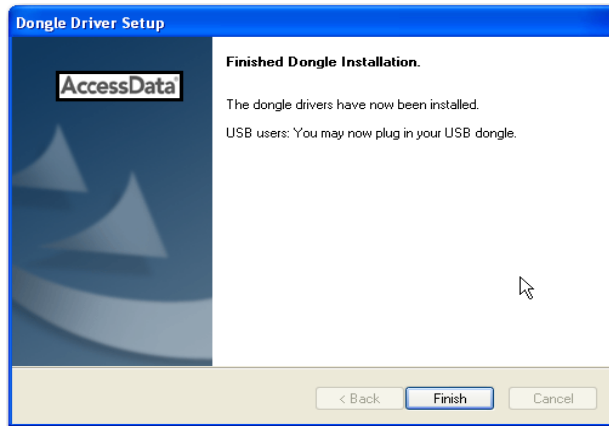 Dongle Driver Setup
AccessData
Finished Dongle Installation.
The dongle drivers have now been installed.
USB users: You may now plug in your USB dongle.
< Back
Finish
Cancel